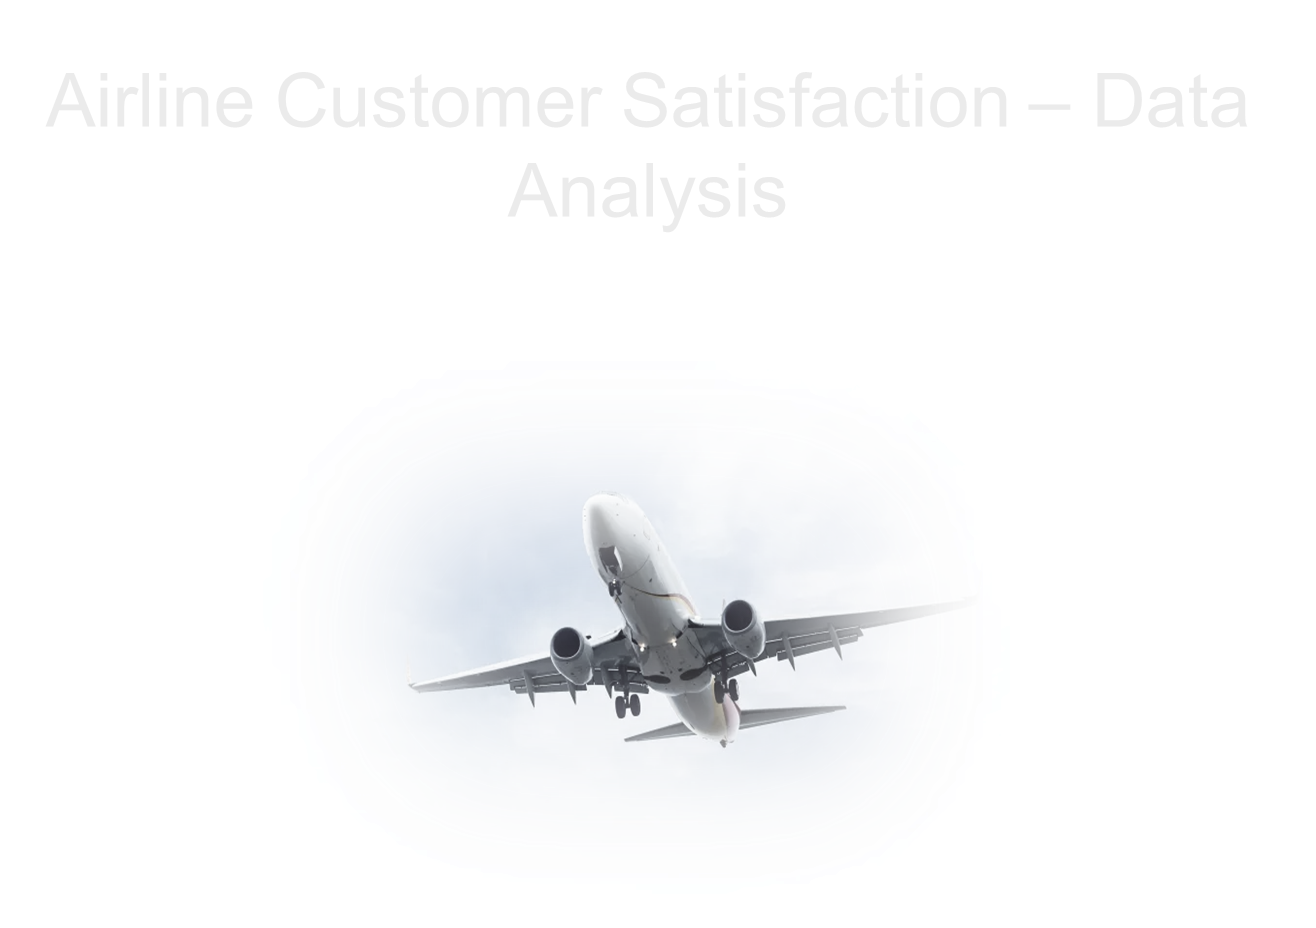 Airline Customer Satisfaction – Data
Analysis